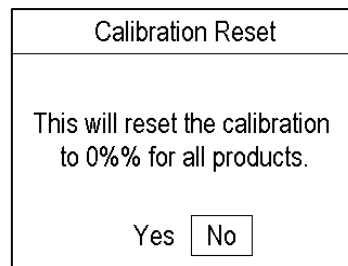 Calibration Reset
This will reset the calibration
to 0%% for all products.
Yes No